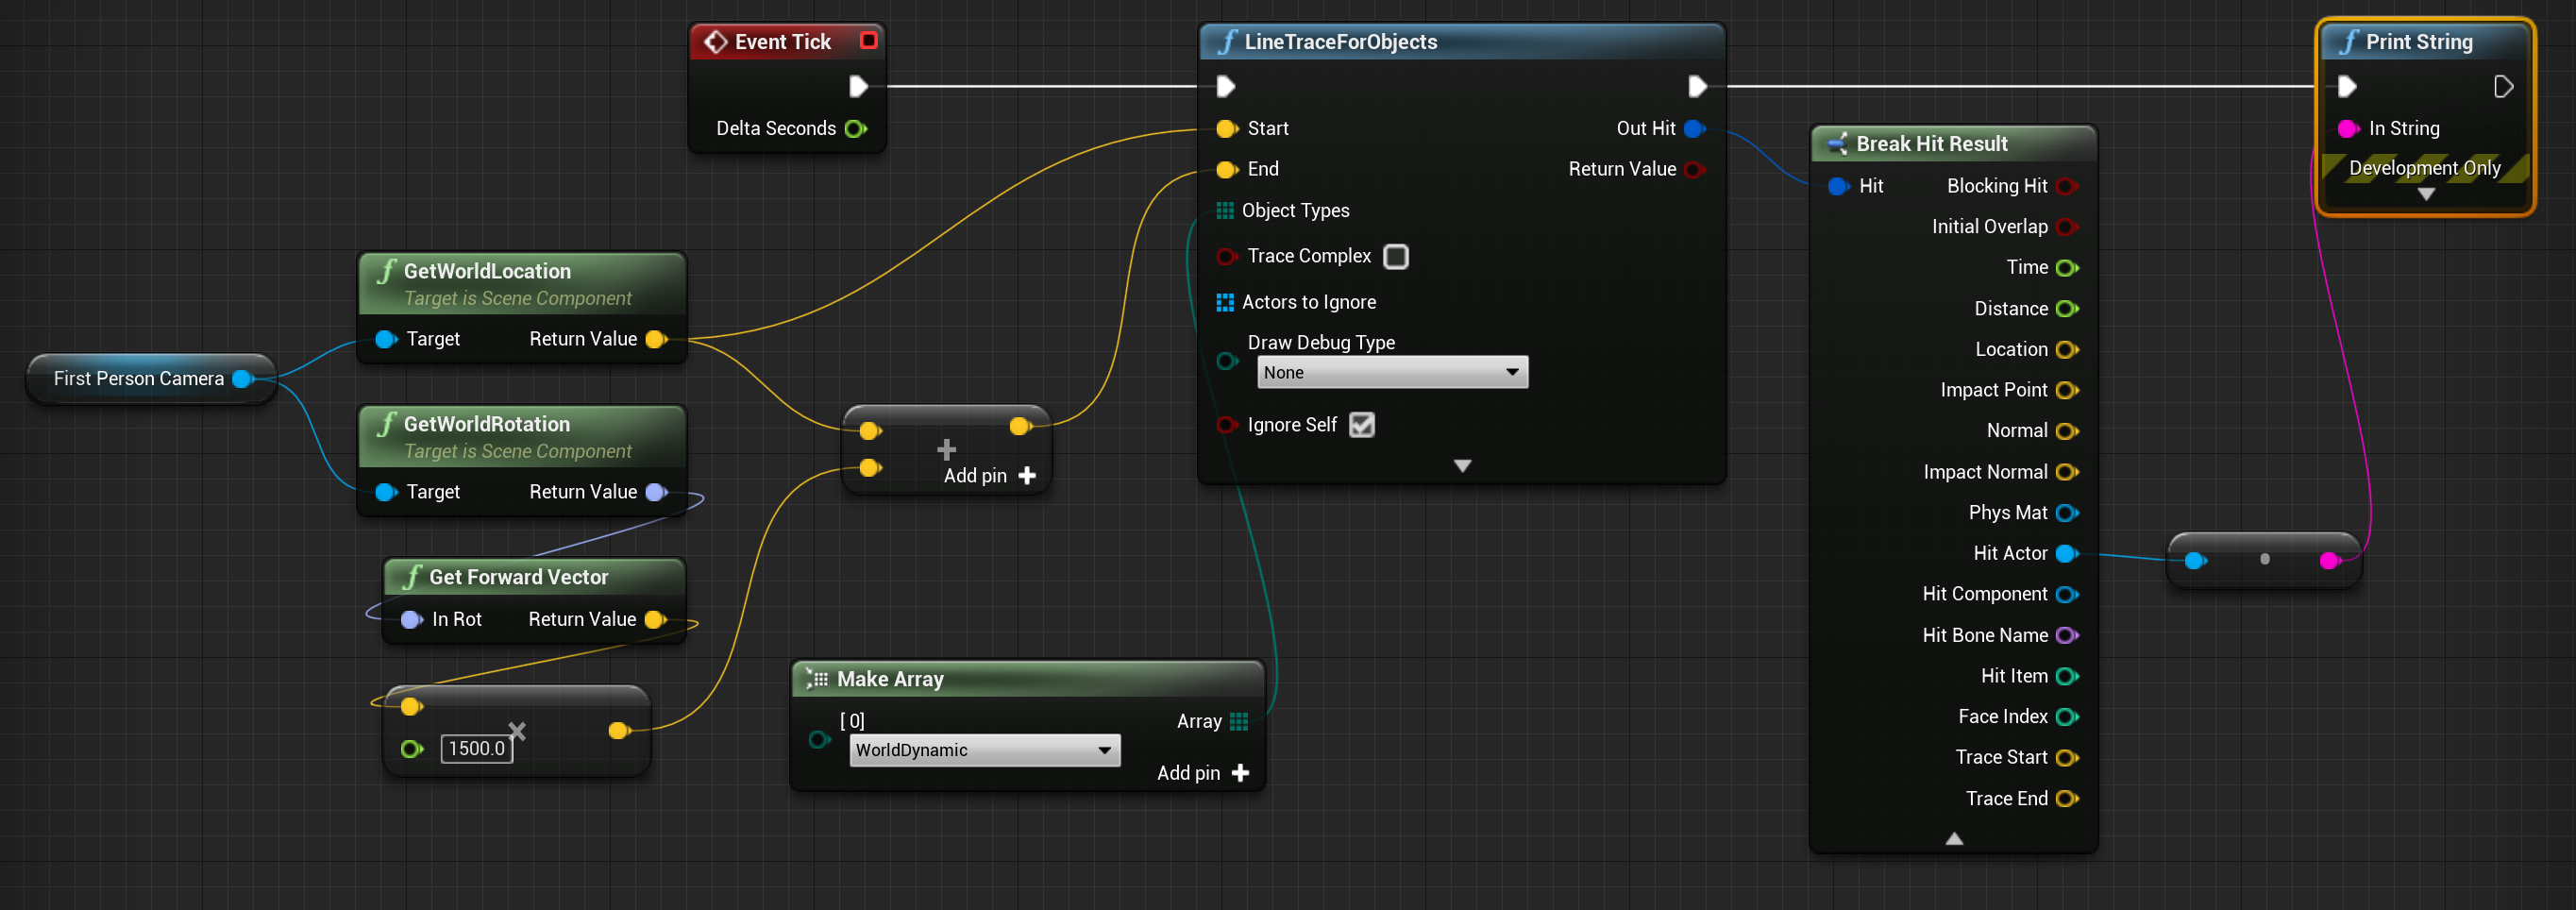 Event Tick
Delta Seconds
LineTraceForObjects
Start
Out Hit
End
Return Value
Object Types
Trace Complex
Actors to Ignore
Draw Debug Type
None
Ignore Self
Print String
In String
Development Only
Break Hit Result
Hit
Blocking Hit
Initial Overlap
Time
Distance
Location
Impact Point
Normal
Impact Normal
Phys Mat
Hit Actor
Hit Component
Hit Bone Name
Hit Item
Face Index
Trace Start
Trace End
First Person Camera
GetWorldLocation
Target is Scene Component
Target
Return Value
GetWorldRotation
Target is Scene Component
Target
Return Value
Get Forward Vector
In Rot
Return Value
1500.0
Add pin
Make Array
[ 0]
Array
WorldDynamic
Add pin